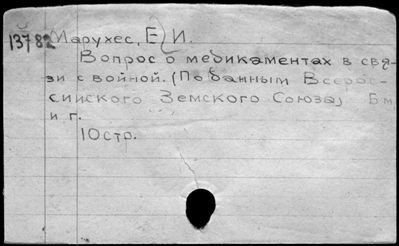 13782 Марухес, Е. И.
Вопрос о медикаментах в свя-
зи с войной. (По данным Всерос-
сийского Земского Союза) Б м
и г.
10 стр.